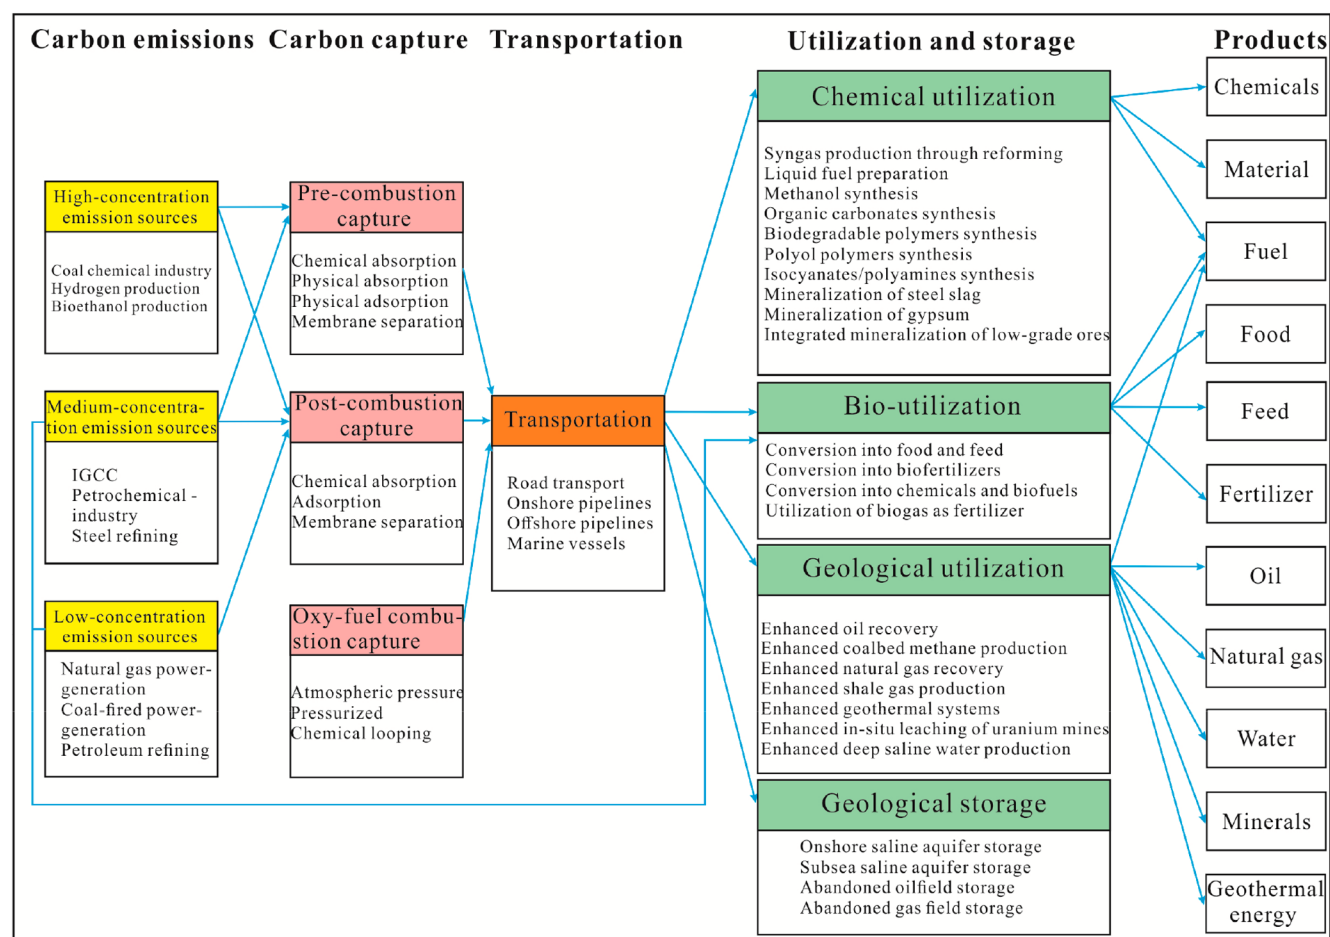 Carbon emissions
Carbon capture
Transportation
Utilization and storage
Products
High-concentration
emission sources
Coal chemical industry
Hydrogen production
Bioethanol production
Medium-concentra-
tion emission sources
IGCC
Petrochemical -
industry
Steel refining
Low-concentration
emission sources
Natural gas power-
generation
Coal-fired power-
generation
Petroleum refining
Pre-combustion
capture
Chemical absorption
Physical absorption
Physical adsorption
Membrane separation
Post-combustion
capture
Chemical absorption
Adsorption
Membrane separation
Oxy-fuel combu-
stion capture
Atmospheric pressure
Pressurized
Chemical looping
Transportation
Road transport
Onshore pipelines
Offshore pipelines
Marine vessels
Chemical utilization
Syngas production through reforming
Liquid fuel preparation
Methanol synthesis
Organic carbonates synthesis
Biodegradable polymers synthesis
Polyol polymers synthesis
Isocyanates/polyamines synthesis
Mineralization of steel slag
Mineralization of gypsum
Integrated mineralization of low-grade ores
Bio-utilization
Conversion into food and feed
Conversion into biofertilizers
Conversion into chemicals and biofuels
Utilization of biogas as fertilizer
Geological utilization
Enhanced oil recovery
Enhanced coalbed methane production
Enhanced natural gas recovery
Enhanced shale gas production
Enhanced geothermal systems
Enhanced in-situ leaching of uranium mines
Enhanced deep saline water production
Geological storage
Onshore saline aquifer storage
Subsea saline aquifer storage
Abandoned oilfield storage
Abandoned gas field storage
Chemicals
Material
Fuel
Food
Feed
Fertilizer
Oil
Natural gas
Water
Minerals
Geothermal
energy